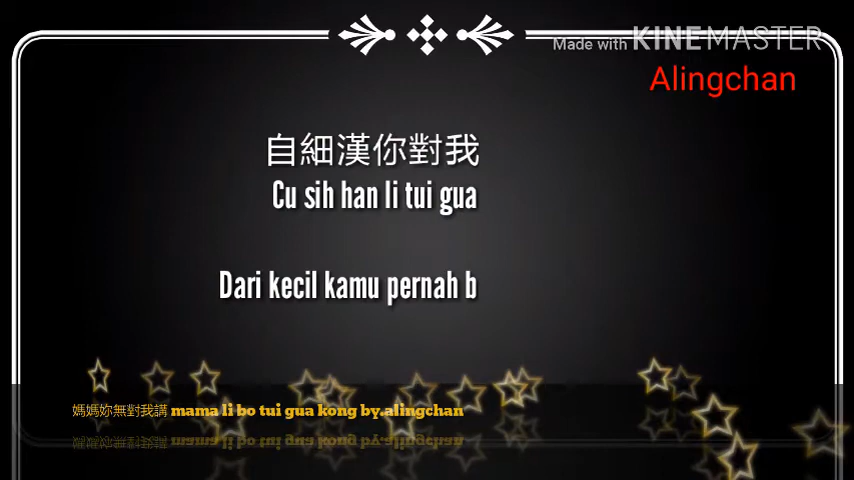 Made with KINEMASTER
Alingchan
自細漢你對我
Cu sih han li tui gua
Dari kecil kamu pernah b
媽媽妳無對我講 mama li bo tui gua kong by.alingchan